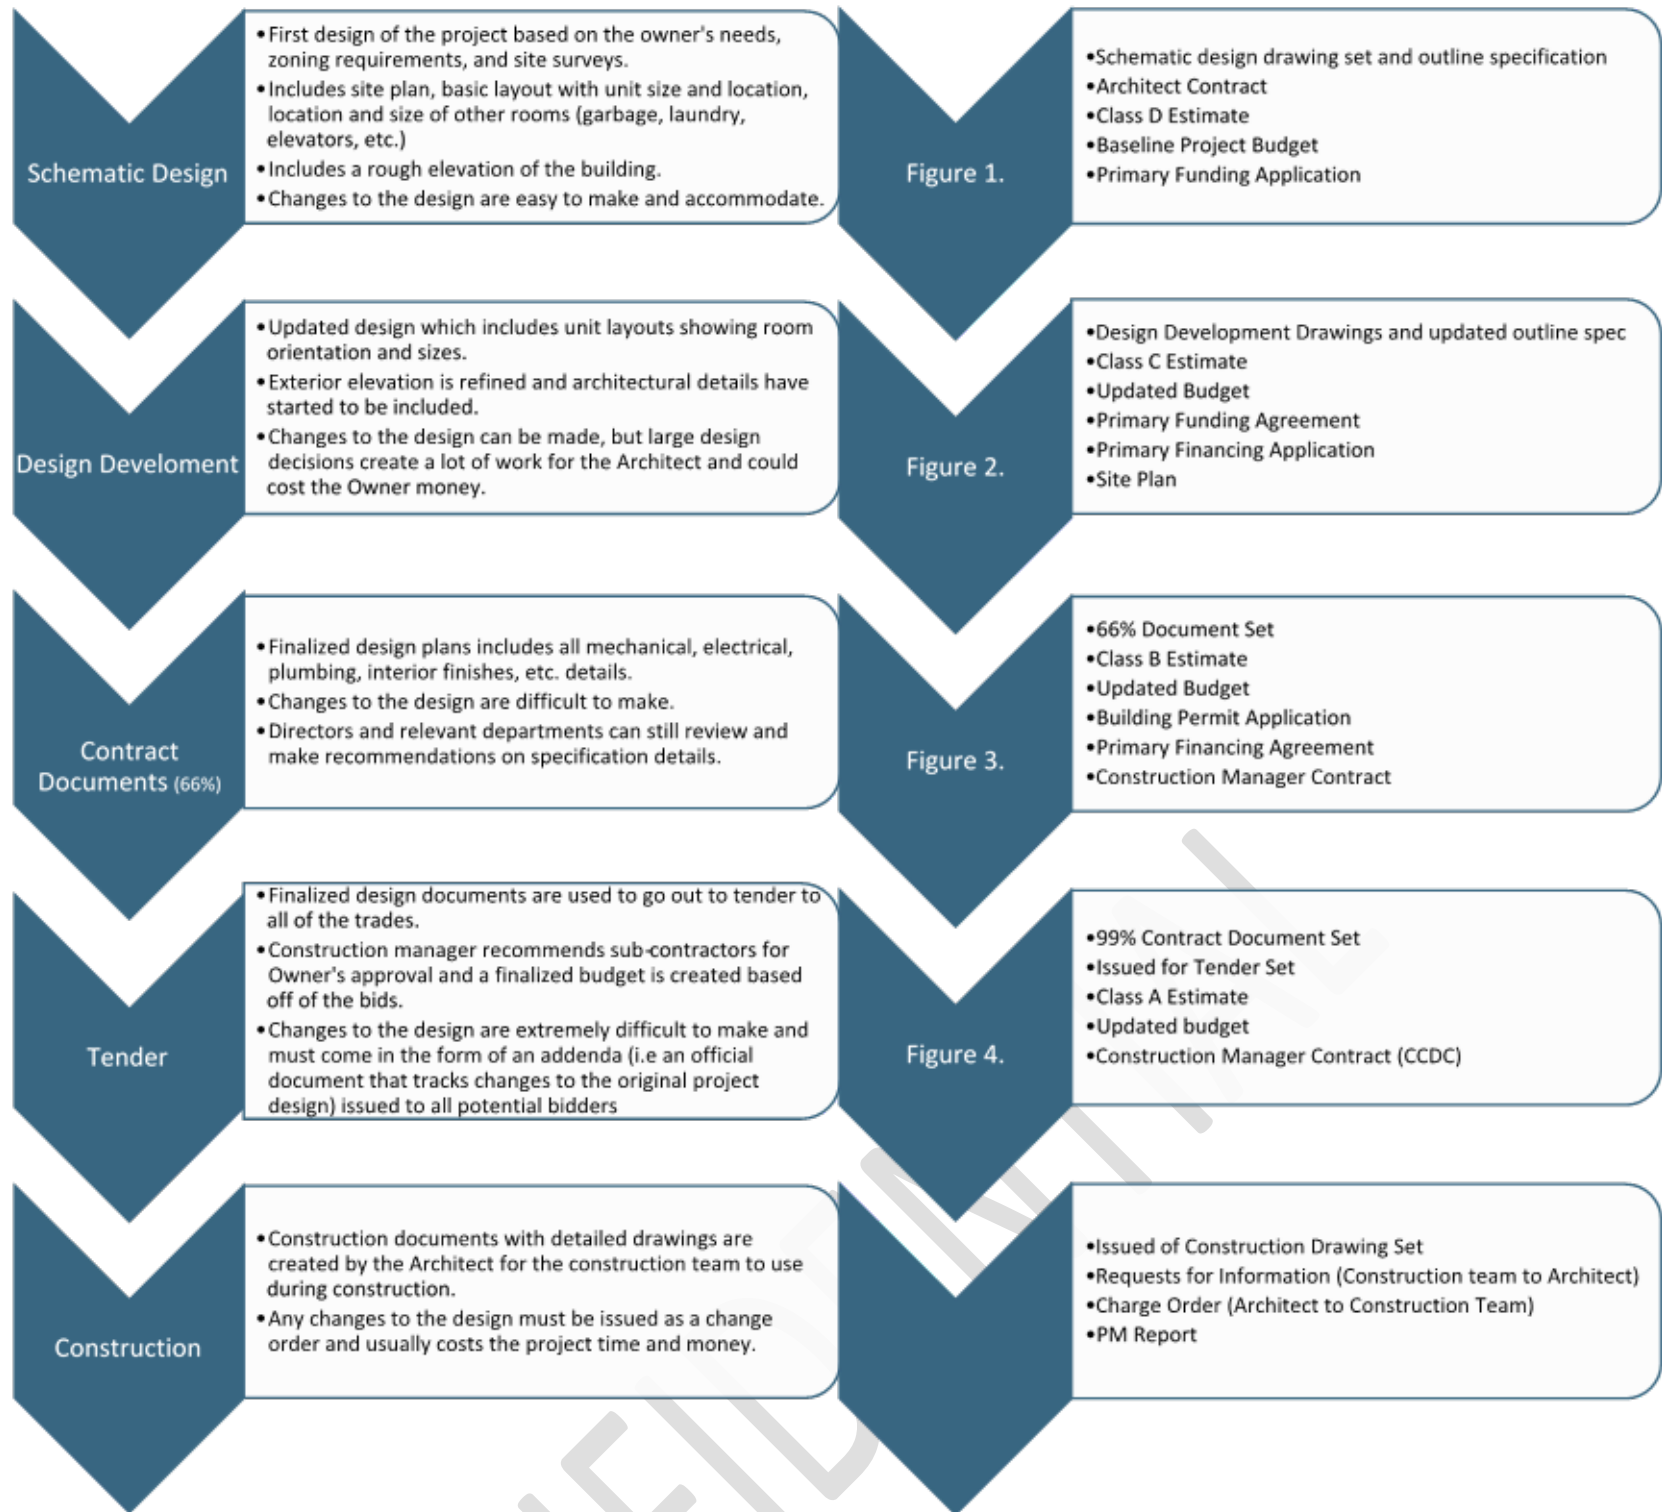 Schematic Design
•First design of the project based on the owner's needs,
zoning requirements, and site surveys.
•Includes site plan, basic layout with unit size and location,
location and size of other rooms (garbage, laundry,
elevators, etc.)
•Includes a rough elevation of the building.
•Changes to the design are easy to make and accommodate.
Figure 1.
•Schematic design drawing set and outline specification
•Architect Contract
•Class D Estimate
•Baseline Project Budget
•Primary Funding Application
Design Develoment
•Updated design which includes unit layouts showing room
orientation and sizes.
•Exterior elevation is refined and architectural details have
started to be included.
•Changes to the design can be made, but large design
decisions create a lot of work for the Architect and could
cost the Owner money.
Figure 2.
•Design Development Drawings and updated outline spec
•Class C Estimate
•Updated Budget
•Primary Funding Agreement
•Primary Financing Application
•Site Plan
Contract
Documents (66%)
•Finalized design plans includes all mechanical, electrical,
plumbing, interior finishes, etc. details.
•Changes to the design are difficult to make.
•Directors and relevant departments can still review and
make recommendations on specification details.
Figure 3.
•66% Document Set
•Class B Estimate
•Updated Budget
•Building Permit Application
•Primary Financing Agreement
•Construction Manager Contract
Tender
•Finalized design documents are used to go out to tender to
all of the trades.
•Construction manager recommends sub-contractors for
Owner's approval and a finalized budget is created based
off of the bids.
•Changes to the design are extremely difficult to make and
must come in the form of an addenda (i.e an official
document that tracks changes to the original project
design) issued to all potential bidders
Figure 4.
•99% Contract Document Set
•Issued for Tender Set
•Class A Estimate
•Updated budget
•Construction Manager Contract (CCDC)
Construction
•Construction documents with detailed drawings are
created by the Architect for the construction team to use
during construction.
•Any changes to the design must be issued as a change
order and usually costs the project time and money.
•Issued of Construction Drawing Set
•Requests for Information (Construction team to Architect)
•Charge Order (Architect to Construction Team)
•PM Report